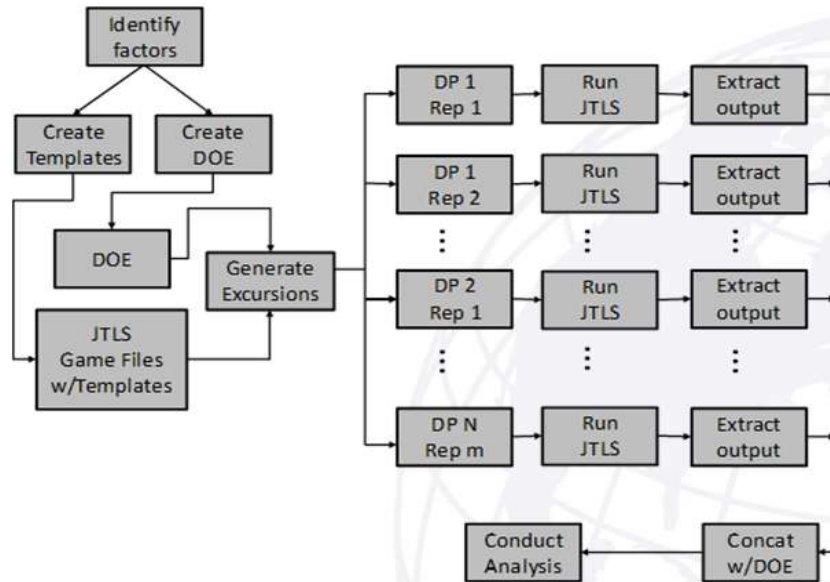 Identify
factors
Create
Templates
Create
DOE
DOE
JTLS
Game Files
w/Templates
Generate
Excursions
DP 1
Rep 1
Run
JTLS
Extract
output
DP 1
Rep 2
Run
JTLS
Extract
output
DP 2
Rep 1
Run
JTLS
Extract
output
DP N
Rep m
Run
JTLS
Extract
output
Concat
w/DOE
Conduct
Analysis